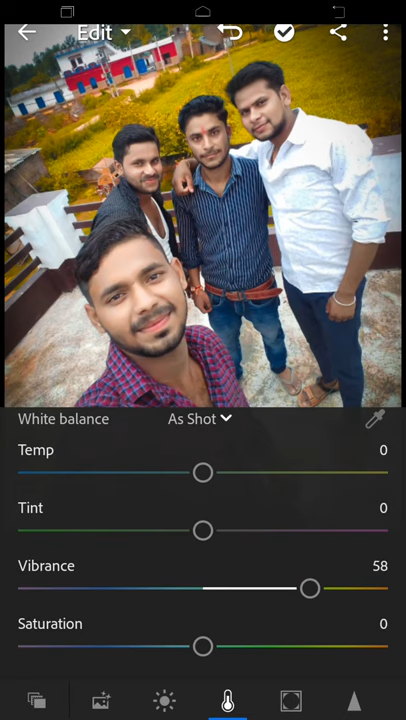 Edit
White balance As Shot
Temp 0
Tint 0
Vibrance 58
Saturation 0